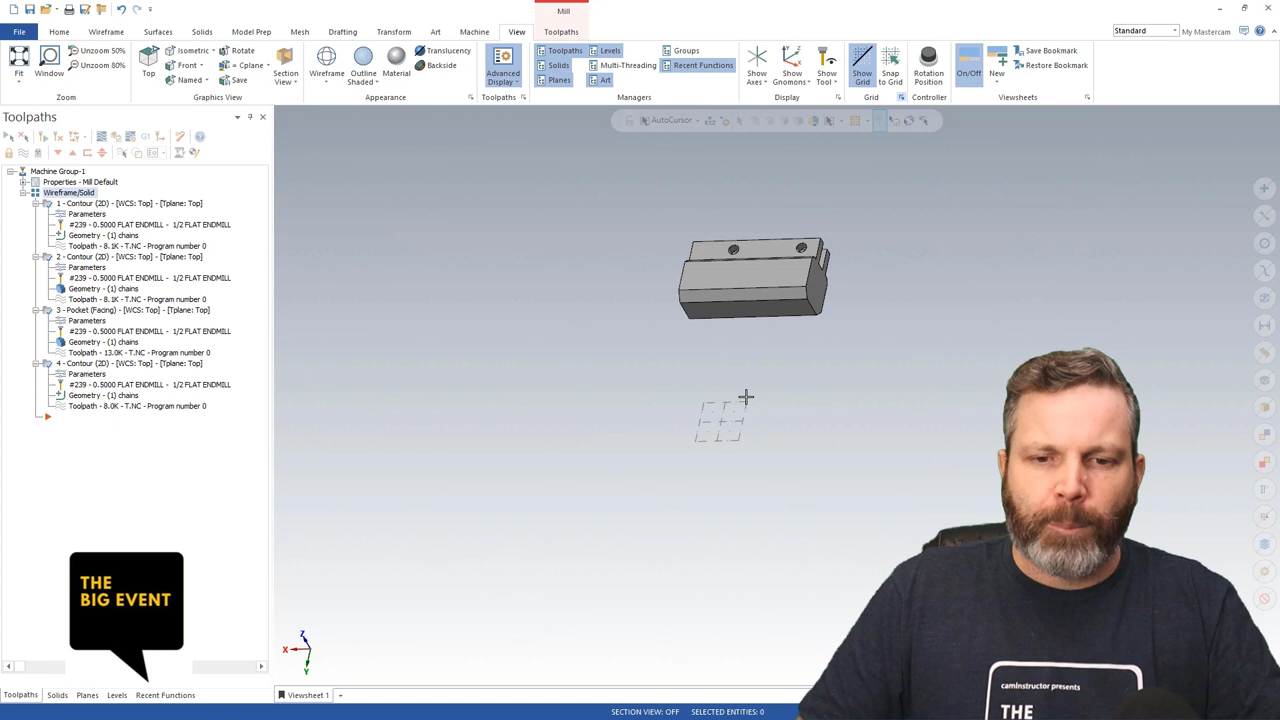 Mill
File Home Wireframe Surfaces Solids Model Prep Mesh Drafting Transform Art Machine View Toolpaths
Standard My Mastercam
Fit
Window
Unzoom 50%
Unzoom 80%
Zoom
Top
Isometric
Front
Named
Rotate
= Cplane
Save
Graphics View
Section
View
Wireframe
Outline
Shaded
Material
Translucency
Backside
Appearance
Advanced
Display
Toolpaths
Toolpaths Levels Groups
Solids Multi-Threading Recent Functions
Planes Art
Managers
Show
Axes
Show
Gnomons
Show
Tool
Display
Show
Grid
Snap
to Grid
Grid
Rotation
Position
Controller
On/Off
New
Save Bookmark
Restore Bookmark
Viewsheets
Toolpaths
AutoCursor
G1
Machine Group-1
Properties - Mill Default
Wireframe/Solid
1 - Contour (2D) - [WCS: Top] - [Tplane: Top]
Parameters
#239 - 0.5000 FLAT ENDMILL - 1/2 FLAT ENDMILL
Geometry - (1) chains
Toolpath - 8.1K - T.NC - Program number 0
2 - Contour (2D) - [WCS: Top] - [Tplane: Top]
Parameters
#239 - 0.5000 FLAT ENDMILL - 1/2 FLAT ENDMILL
Geometry - (1) chains
Toolpath - 8.1K - T.NC - Program number 0
3 - Pocket (Facing) - [WCS: Top] - [Tplane: Top]
Parameters
#239 - 0.5000 FLAT ENDMILL - 1/2 FLAT ENDMILL
Geometry - (1) chains
Toolpath - 13.0K - T.NC - Program number 0
4 - Contour (2D) - [WCS: Top] - [Tplane: Top]
Parameters
#239 - 0.5000 FLAT ENDMILL - 1/2 FLAT ENDMILL
Geometry - (1) chains
Toolpath - 8.0K - T.NC - Program number 0
THE
BIG EVENT
Z
X
Y
camInstructor presents
THE
Toolpaths Solids Planes Levels Recent Functions
Viewsheet 1 +
SECTION VIEW: OFF SELECTED ENTITIES: 0